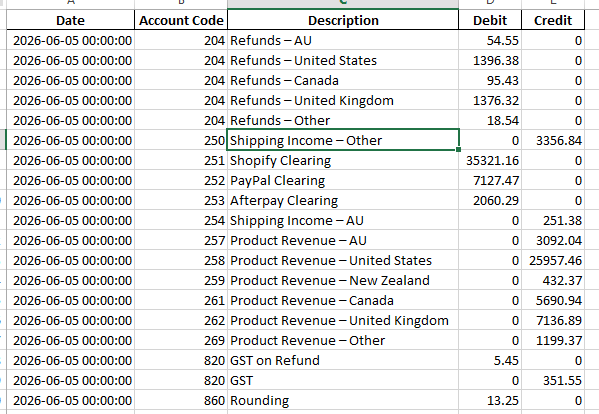 Date Account Code Description Debit Credit
2026-06-05 00:00:00 204 Refunds – AU 54.55 0
2026-06-05 00:00:00 204 Refunds – United States 1396.38 0
2026-06-05 00:00:00 204 Refunds – Canada 95.43 0
2026-06-05 00:00:00 204 Refunds – United Kingdom 1376.32 0
2026-06-05 00:00:00 204 Refunds – Other 18.54 0
2026-06-05 00:00:00 250 Shipping Income – Other 0 3356.84
2026-06-05 00:00:00 251 Shopify Clearing 35321.16 0
2026-06-05 00:00:00 252 PayPal Clearing 7127.47 0
2026-06-05 00:00:00 253 Afterpay Clearing 2060.29 0
2026-06-05 00:00:00 254 Shipping Income – AU 0 251.38
2026-06-05 00:00:00 257 Product Revenue – AU 0 3092.04
2026-06-05 00:00:00 258 Product Revenue – United States 0 25957.46
2026-06-05 00:00:00 259 Product Revenue – New Zealand 0 432.37
2026-06-05 00:00:00 261 Product Revenue – Canada 0 5690.94
2026-06-05 00:00:00 262 Product Revenue – United Kingdom 0 7136.89
2026-06-05 00:00:00 269 Product Revenue – Other 0 1199.37
2026-06-05 00:00:00 820 GST on Refund 5.45 0
2026-06-05 00:00:00 820 GST 0 351.55
2026-06-05 00:00:00 860 Rounding 13.25 0